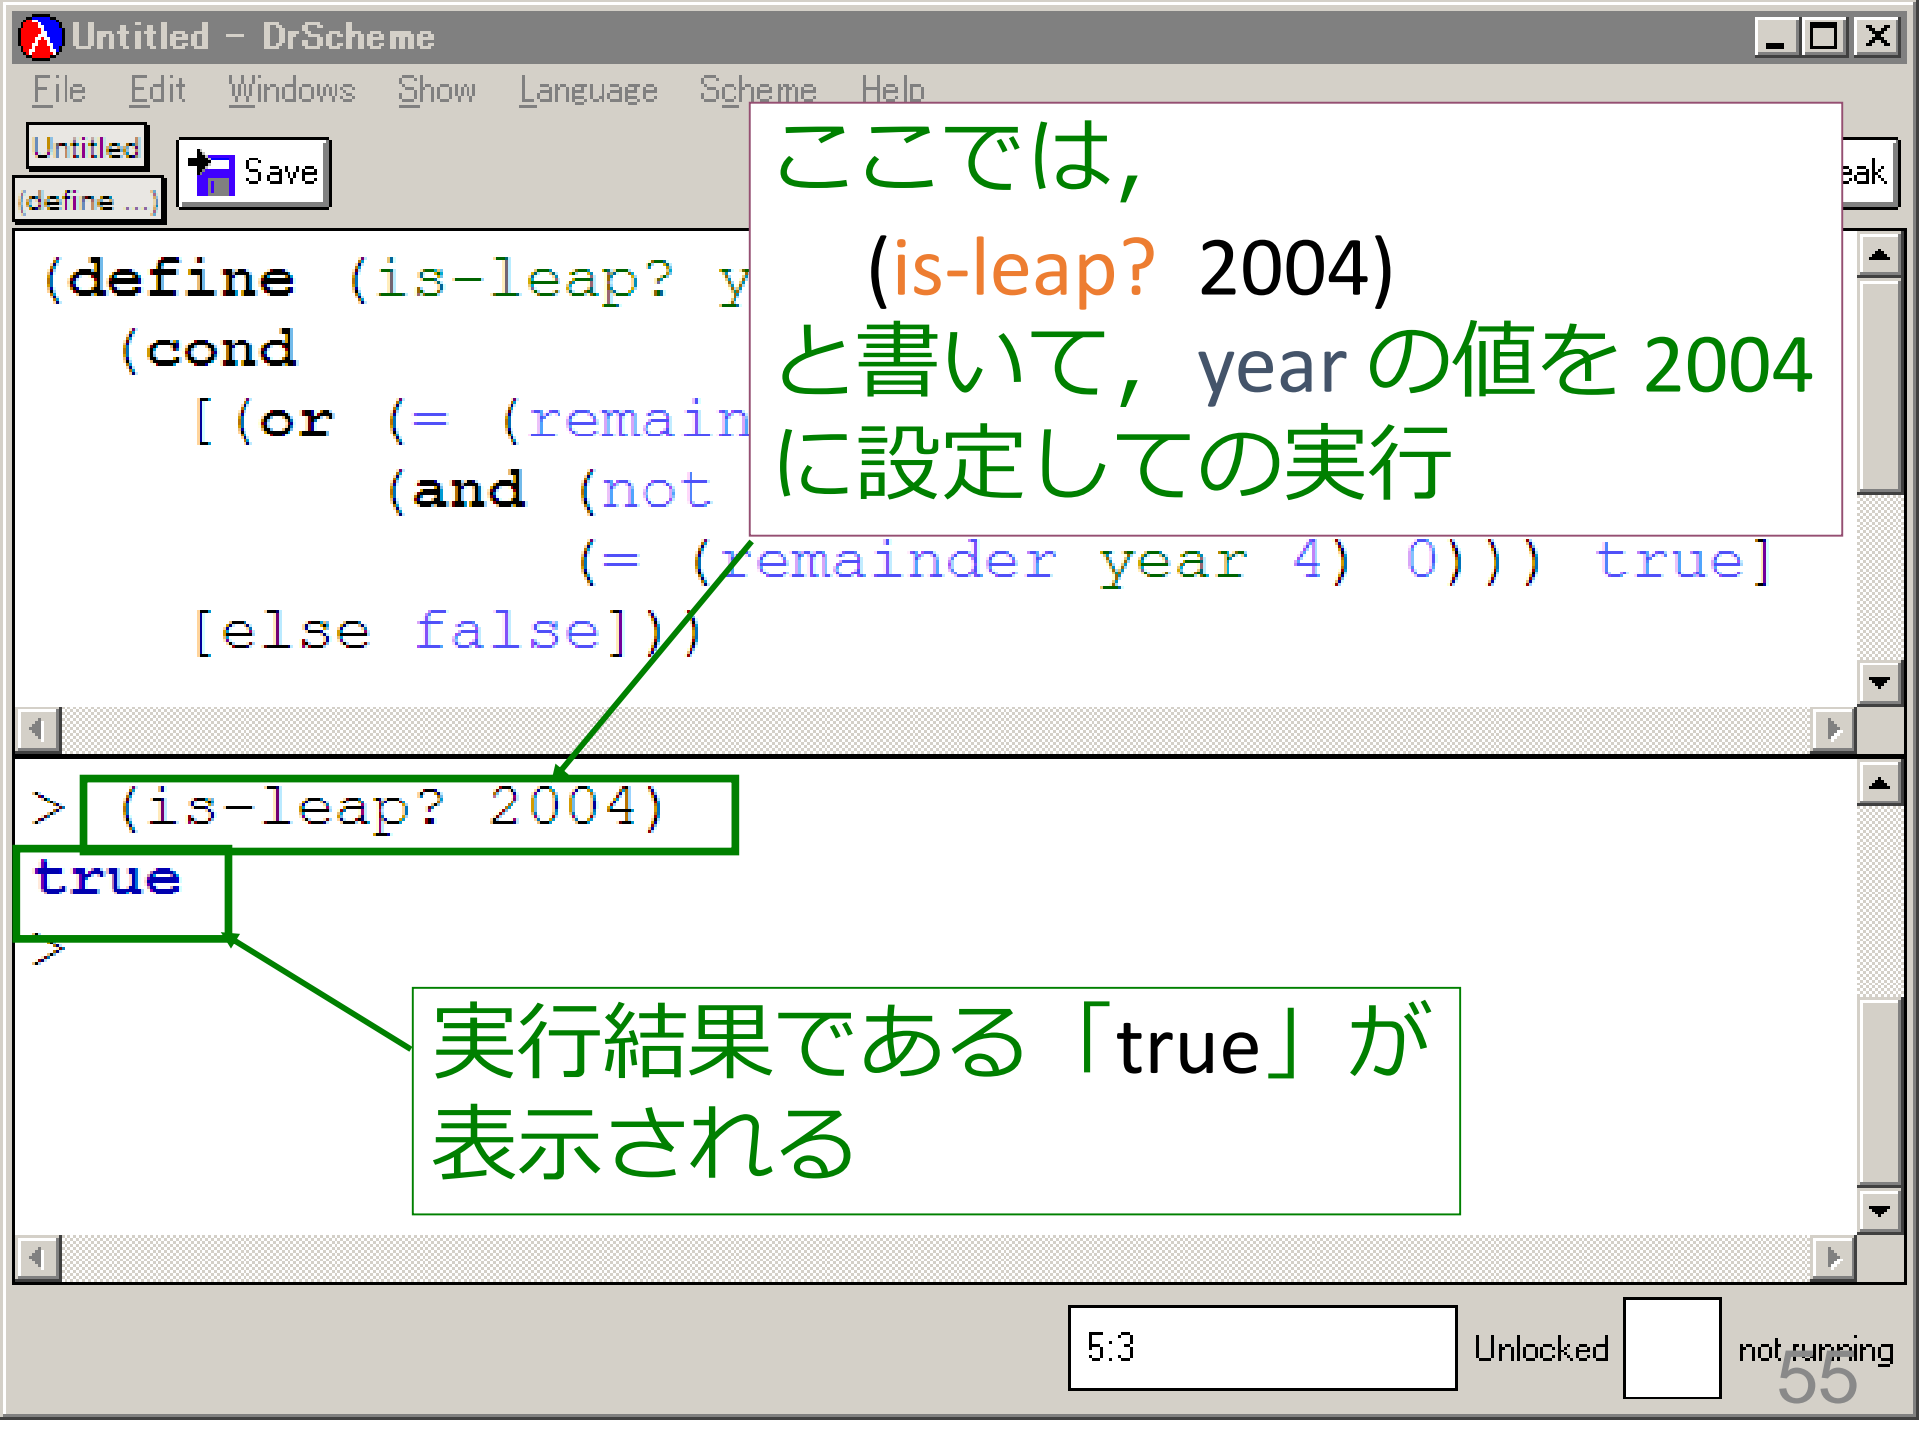 Untitled - DrScheme
File Edit Windows Show Language Scheme Help
Untitled
(define ...)
Save
ここでは,
(is-leap? 2004)
と書いて, year の値を 2004
に設定しての実行
(define (is-leap?
(cond
[(or (= (
(and (not
(= (remainder year 4) 0))) true]
[else false]))
> (is-leap? 2004)
true
>
実行結果である「true」が
表示される
5:3
Unlocked
not running
55